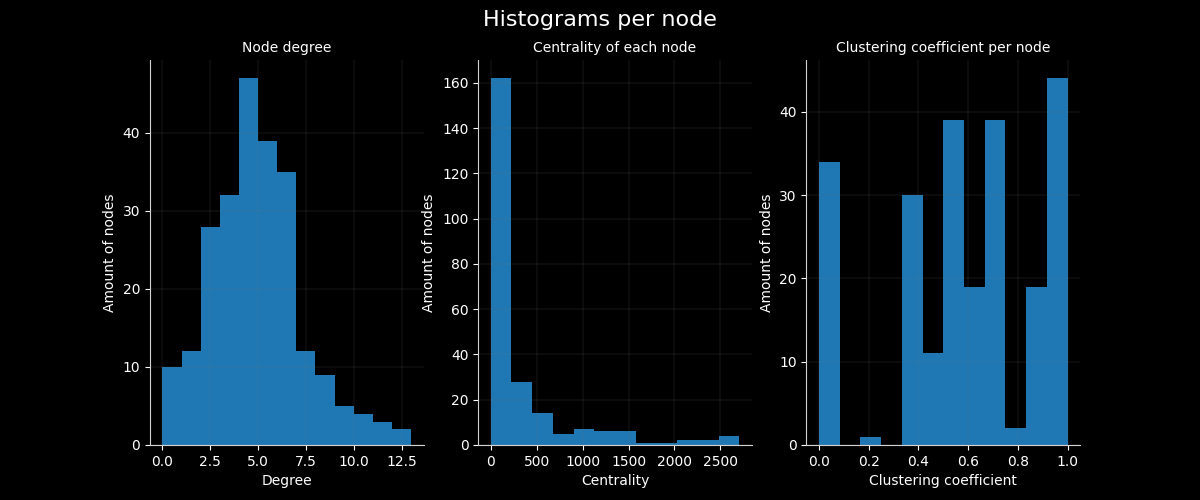 Histograms per node
Node degree
Amount of nodes
40
30
20
10
0
0.0 2.5 5.0 7.5 10.0 12.5
Degree
Centrality of each node
Amount of nodes
160
140
120
100
80
60
40
20
0
0 500 1000 1500 2000 2500
Centrality
Clustering coefficient per node
Amount of nodes
40
30
20
10
0
0.0 0.2 0.4 0.6 0.8 1.0
Clustering coefficient